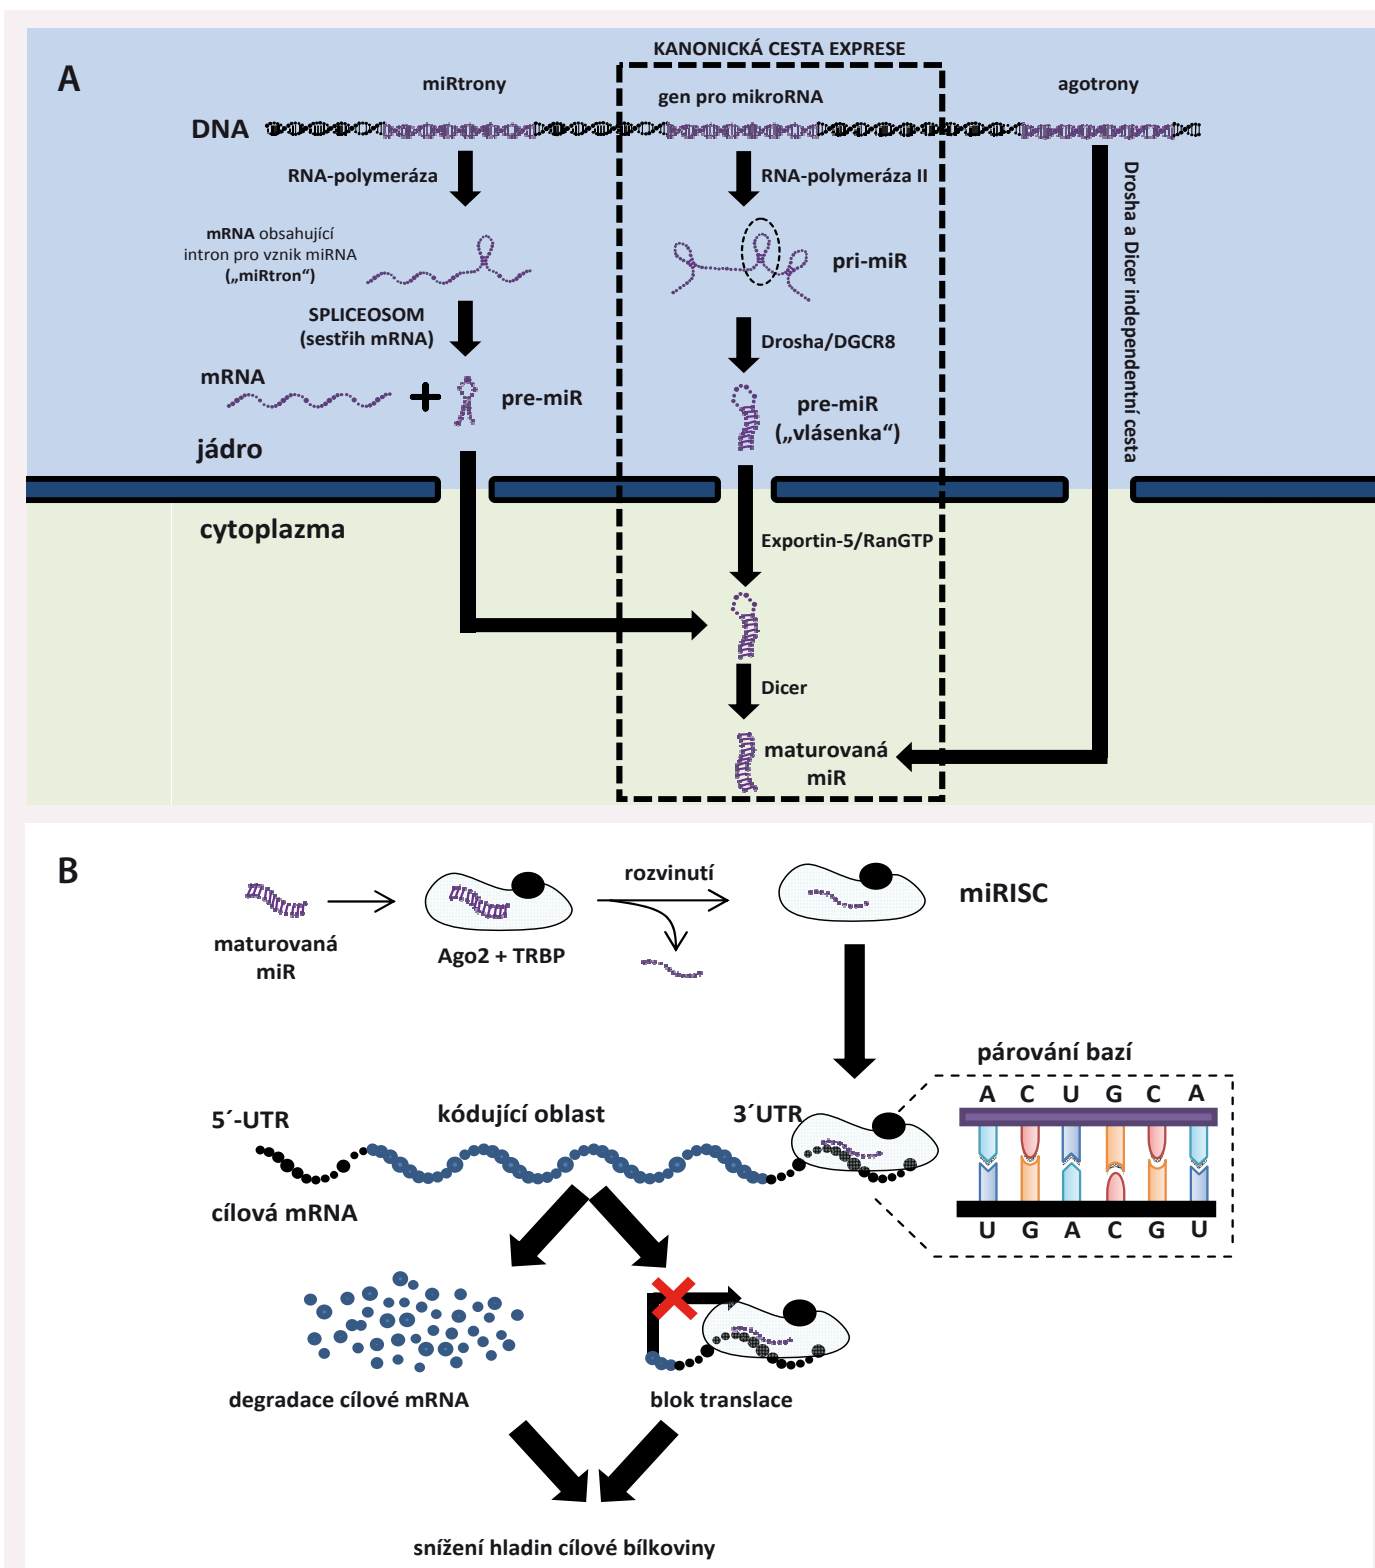 A
KANONICKÁ CESTA EXPRESE
miRtrony
gen pro mikroRNA
agotrony
DNA
RNA-polymeráza
RNA-polymeráza II
Drosha a Dicer independentní cesta
mRNA obsahující
intron pro vznik miRNA
(„miRtron“)
pri-miR
SPLICEOSOM
(sestřih mRNA)
Drosha/DGCR8
mRNA
pre-miR
pre-miR
(„vlásenka“)
jádro
cytoplazma
Exportin-5/RanGTP
Dicer
maturovaná
miR
B
rozvinutí
miRISC
maturovaná
miR
Ago2 + TRBP
párování bazí
A C U G C A
5´-UTR
kódující oblast
3´UTR
cílová mRNA
U G A C G U
degradace cílové mRNA
blok translace
snížení hladin cílové bílkoviny